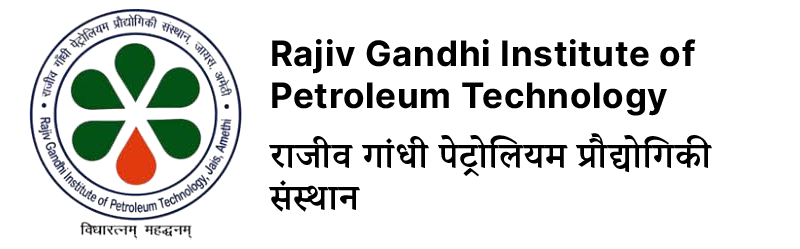 राजीव गाँधी पेट्रोलियम प्रौद्योगिकी संस्थान, जायस, अमेठी
Rajiv Gandhi Institute of Petroleum Technology, Jais, Amethi
विधारत्नम् महद्धनम्
Rajiv Gandhi Institute of
Petroleum Technology
राजीव गांधी पेट्रोलियम प्रौद्योगिकी
संस्थान